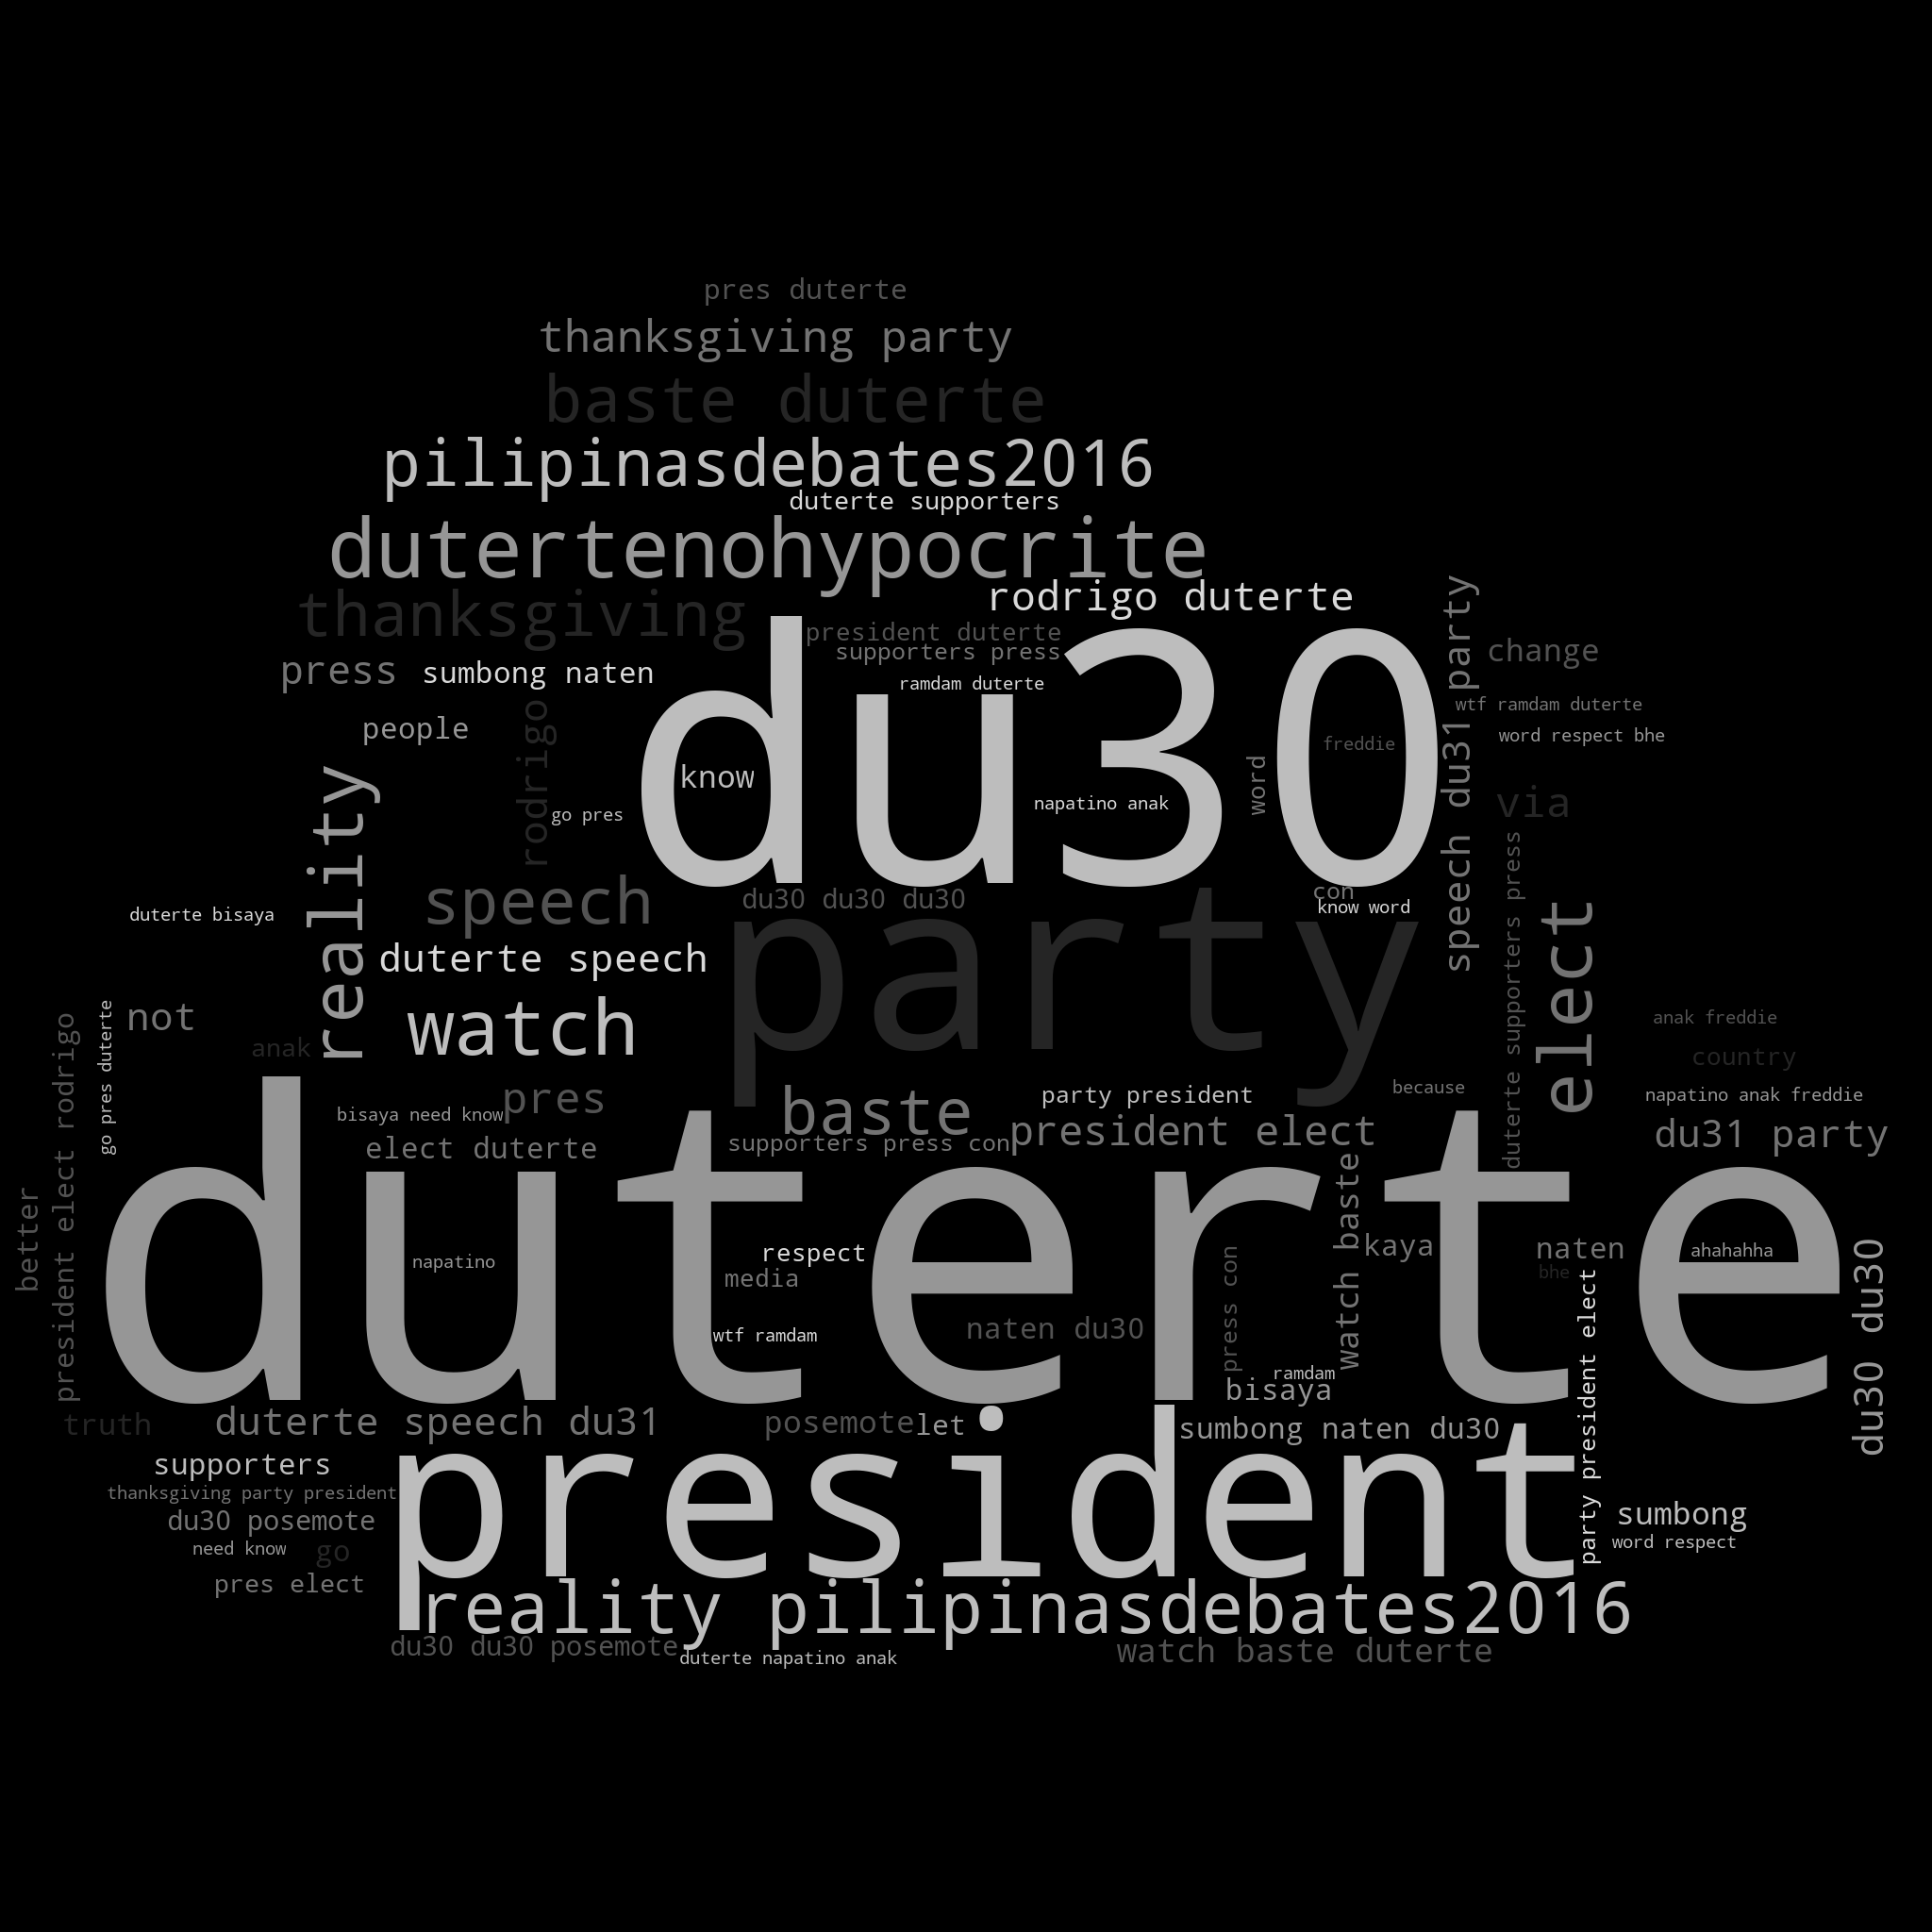 pres duterte
thanksgiving party
baste duterte
pilipinasdebates2016
duterte supporters
dutertenohypocrite
thanksgiving
rodrigo duterte
president duterte
supporters press
press
sumbong naten
ramdam duterte
du30
speech du31 party
change
wtf ramdam duterte
word respect bhe
people
rodrigo
know
freddie
go pres
napatino anak
word
via
reality
speech
du30 du30 du30
con
know word
duterte bisaya
duterte speech
party
duterte supporters press
elect
not
go pres duterte
president elect rodrigo
anak
watch
anak freddie
country
pres
baste
party president
because
napatino anak freddie
bisaya need know
elect duterte
supporters press con
president elect
du31 party
duterte
better
napatino
respect
media
wtf ramdam
naten du30
press con
watch baste
kaya
naten
bhe
ahahahha
du30 du30
ramdam
bisaya
party president elect
truth
duterte speech du31
posemote
let
sumbong naten du30
president
supporters
thanksgiving party president
du30 posemote
need know
go
pres elect
sumbong
word respect
reality pilipinasdebates2016
du30 du30 posemote
duterte napatino anak
watch baste duterte